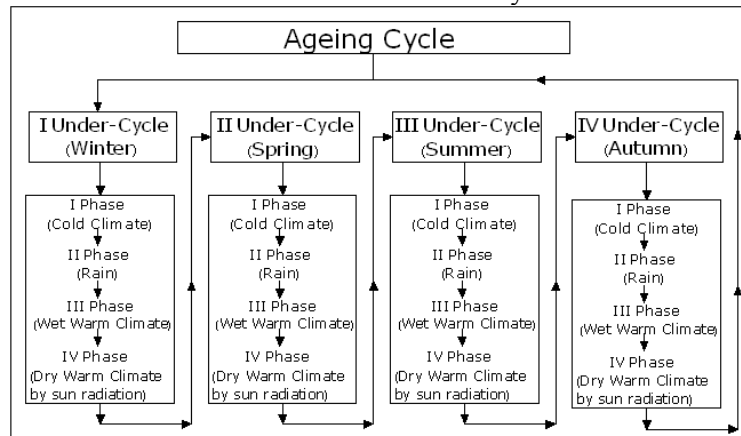 Ageing Cycle
I Under-Cycle
(Winter)
II Under-Cycle
(Spring)
III Under-Cycle
(Summer)
IV Under-Cycle
(Autumn)
I Phase
(Cold Climate)
II Phase
(Rain)
III Phase
(Wet Warm Climate)
IV Phase
(Dry Warm Climate
by sun radiation)
I Phase
(Cold Climate)
II Phase
(Rain)
III Phase
(Wet Warm Climate)
IV Phase
(Dry Warm Climate
by sun radiation)
I Phase
(Cold Climate)
II Phase
(Rain)
III Phase
(Wet Warm Climate)
IV Phase
(Dry Warm Climate
by sun radiation)
I Phase
(Cold Climate)
II Phase
(Rain)
III Phase
(Wet Warm Climate)
IV Phase
(Dry Warm Climate
by sun radiation)